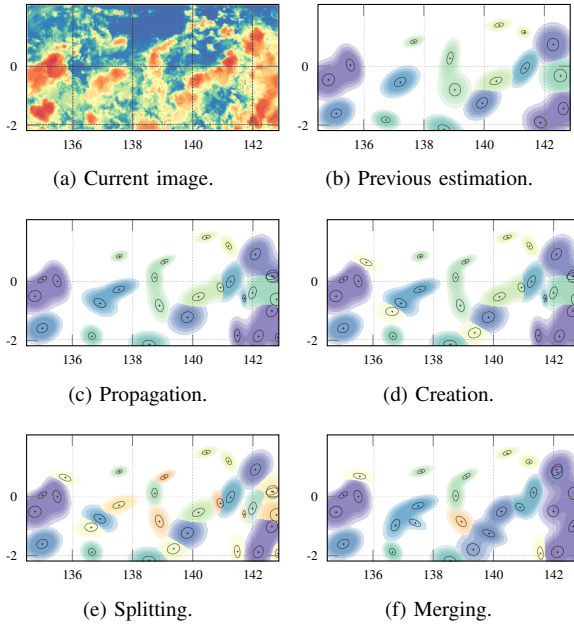 0
-2
136 138 140 142
136 138 140 142
(a) Current image.
(b) Previous estimation.
0
-2
136 138 140 142
0
-2
136 138 140 142
(c) Propagation.
(d) Creation.
0
-2
136 138 140 142
0
-2
136 138 140 142
(e) Splitting.
(f) Merging.